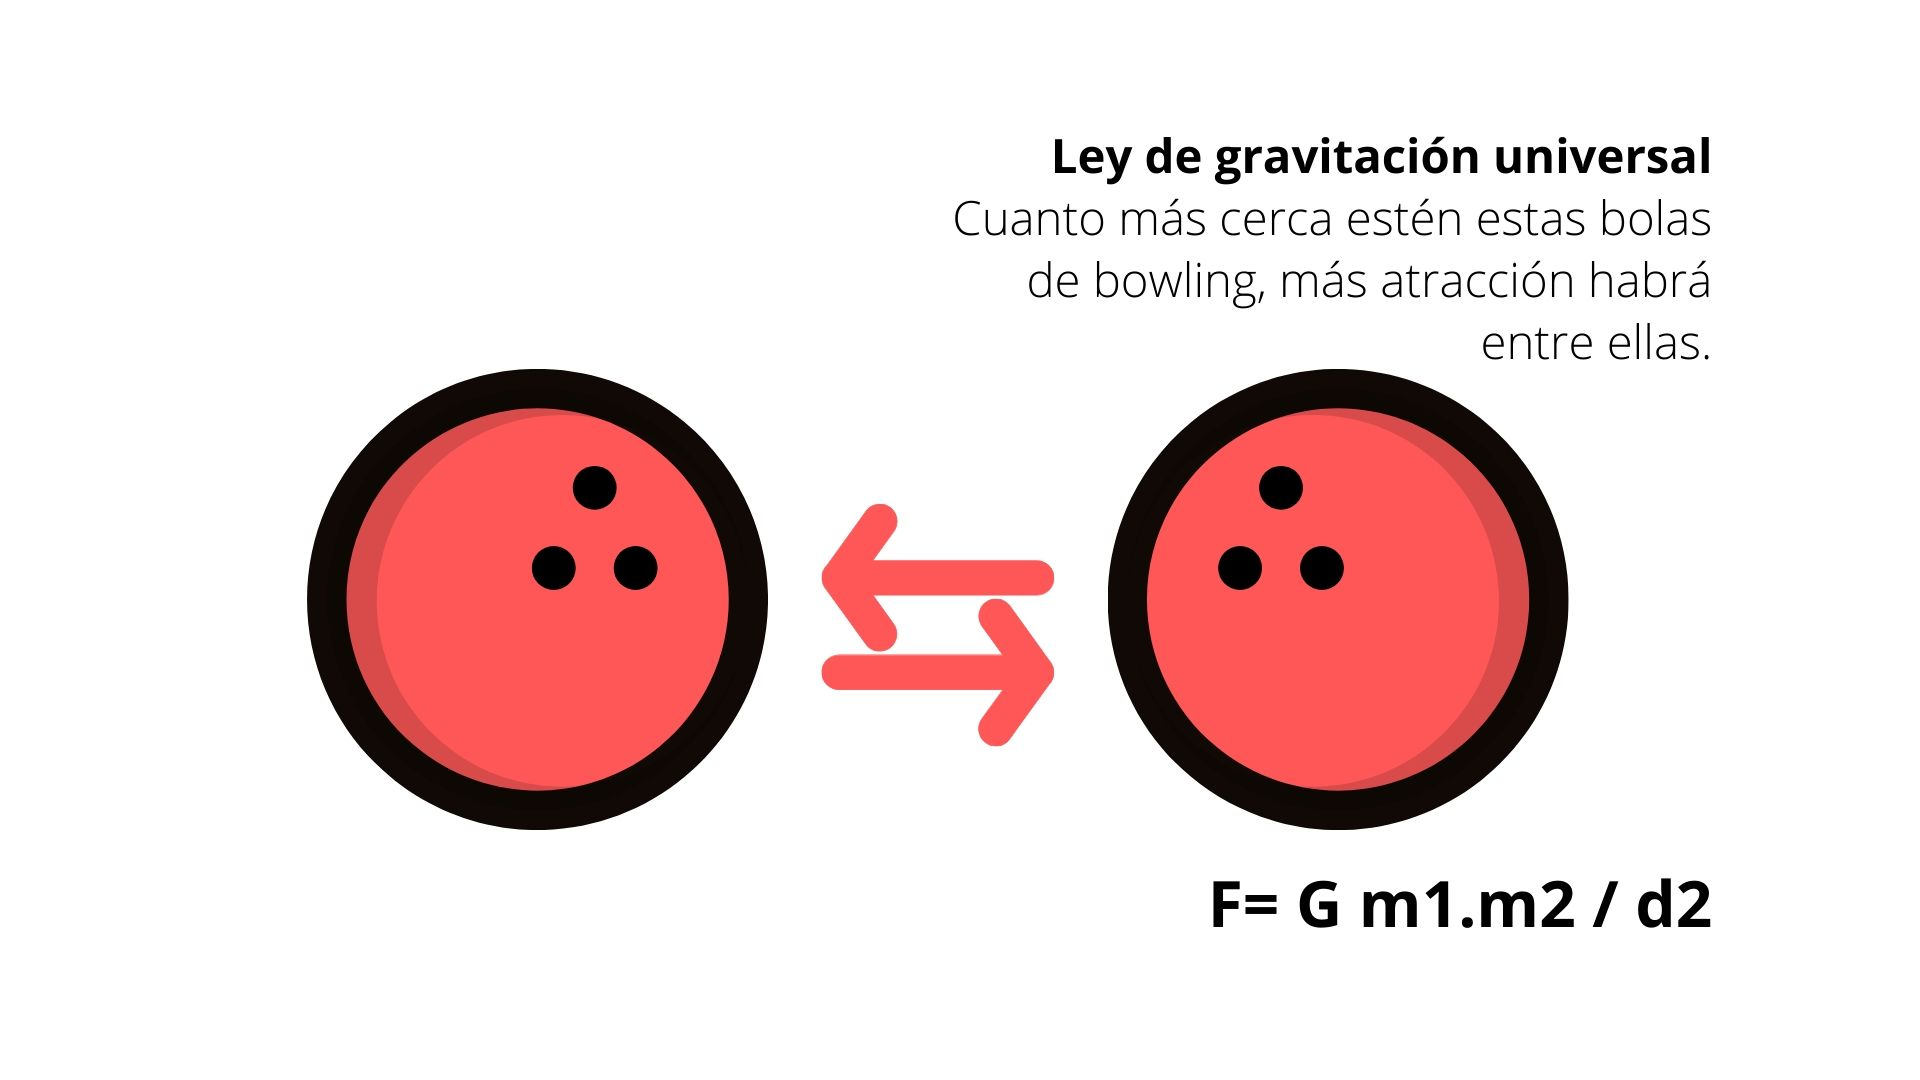 Ley de gravitación universal
Cuanto más cerca estén estas bolas
de bowling, más atracción habrá
entre ellas.
F= G m1.m2 / d2